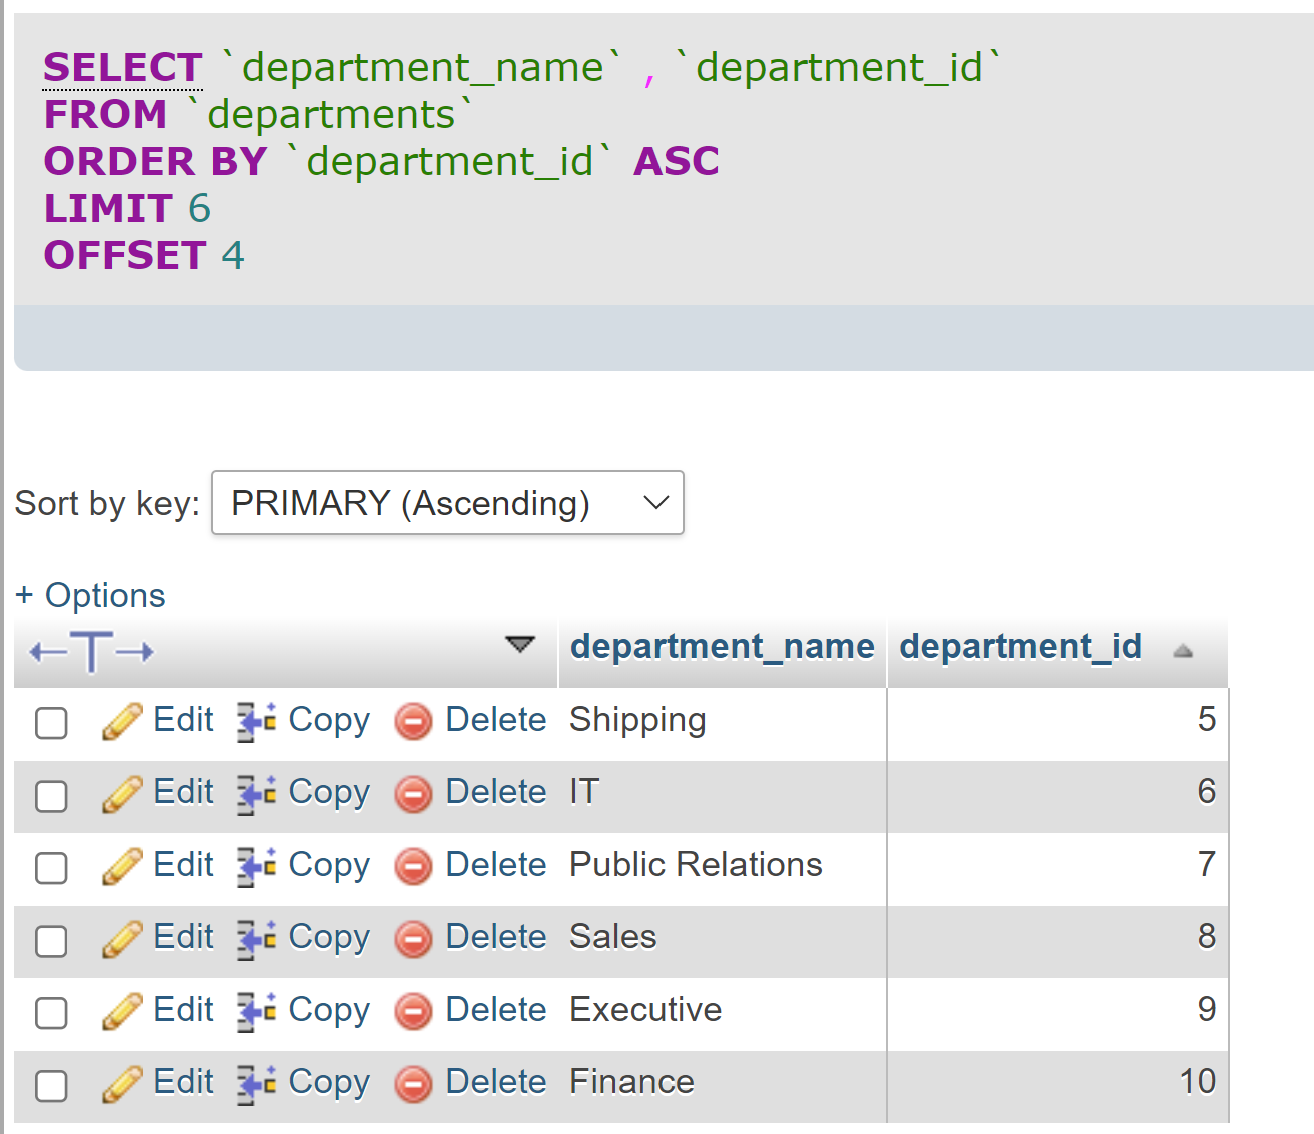 SELECT `department_name` , `department_id`
FROM `departments`
ORDER BY `department_id` ASC
LIMIT 6
OFFSET 4
Sort by key: PRIMARY (Ascending)
+ Options
←T→ department_name department_id
Edit Copy Delete Shipping 5
Edit Copy Delete IT 6
Edit Copy Delete Public Relations 7
Edit Copy Delete Sales 8
Edit Copy Delete Executive 9
Edit Copy Delete Finance 10